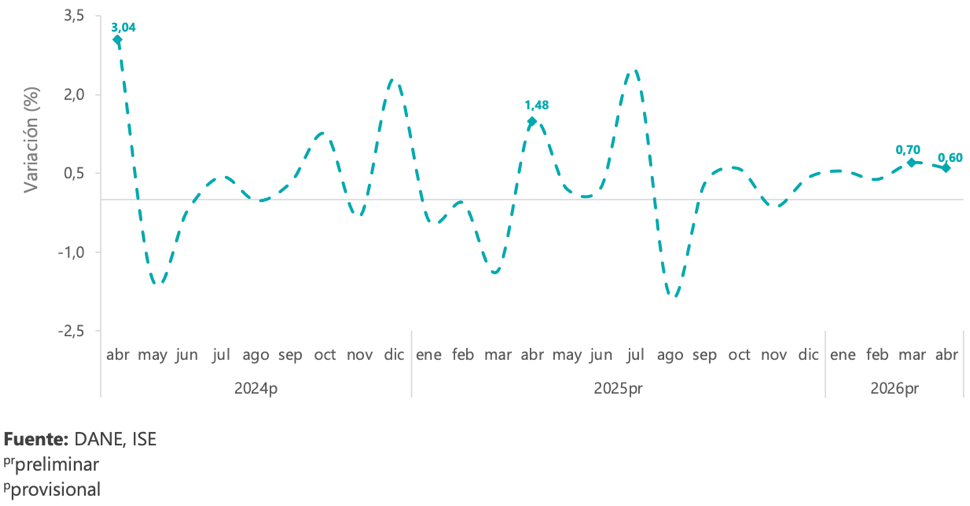 3,5
3,04
2,0
1,48
0,70
0,60
0,5
-1,0
-2,5
Variación (%)
abr may jun jul ago sep oct nov dic ene feb mar abr may jun jul ago sep oct nov dic ene feb mar abr
2024p 2025pr 2026pr
Fuente: DANE, ISE
prpreliminar
pprovisional